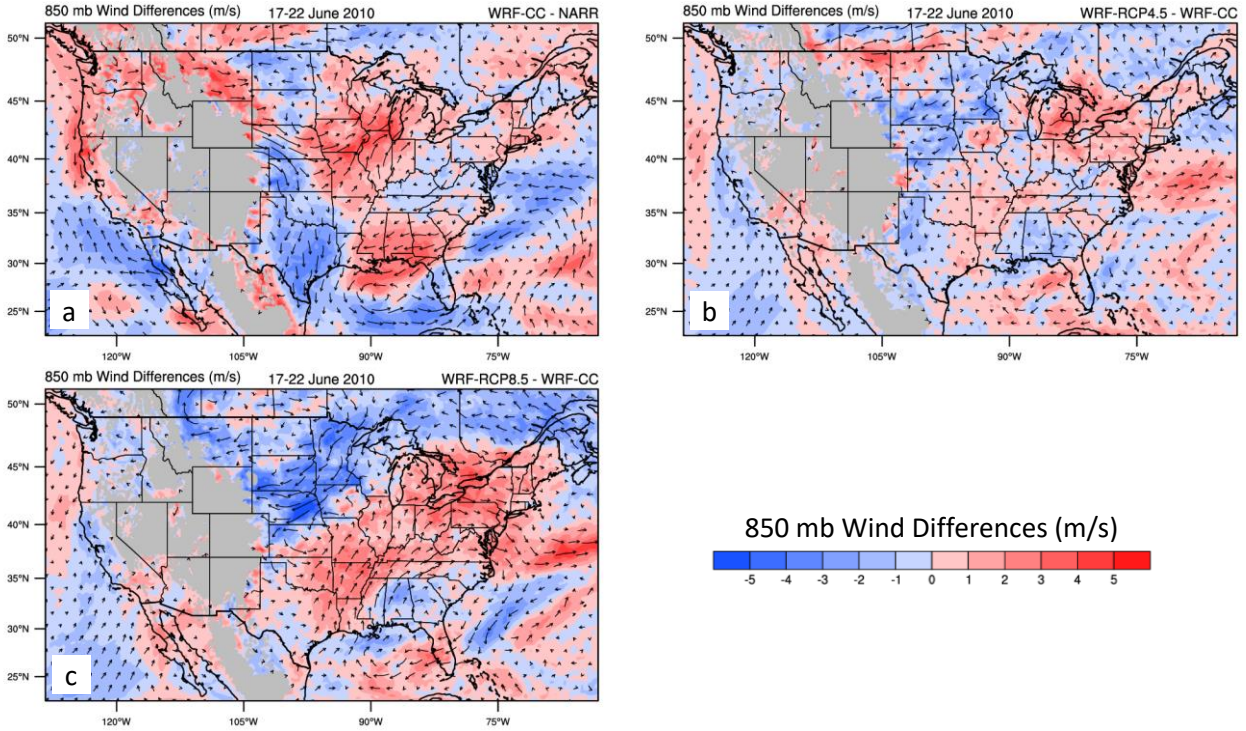 850 mb Wind Differences (m/s) 17-22 June 2010 WRF-CC - NARR
50°N
45°N
40°N
35°N
30°N
25°N
a
120°W 105°W 90°W 75°W
850 mb Wind Differences (m/s) 17-22 June 2010 WRF-RCP4.5 - WRF-CC
50°N
45°N
40°N
35°N
30°N
25°N
b
120°W 105°W 90°W 75°W
850 mb Wind Differences (m/s) 17-22 June 2010 WRF-RCP8.5 - WRF-CC
50°N
45°N
40°N
35°N
30°N
25°N
c
120°W 105°W 90°W 75°W
850 mb Wind Differences (m/s)
-5 -4 -3 -2 -1 0 1 2 3 4 5